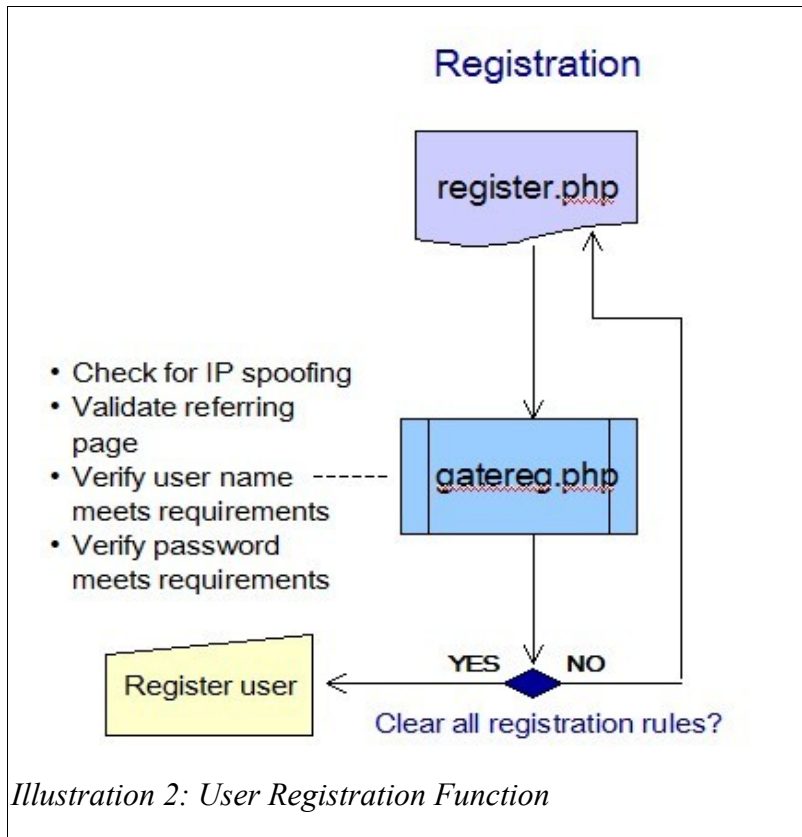 Registration
register.php
• Check for IP spoofing
• Validate referring
page
• Verify user name
meets requirements
• Verify password
meets requirements
gatereg.php
YES
NO
Register user
Clear all registration rules?
Illustration 2: User Registration Function